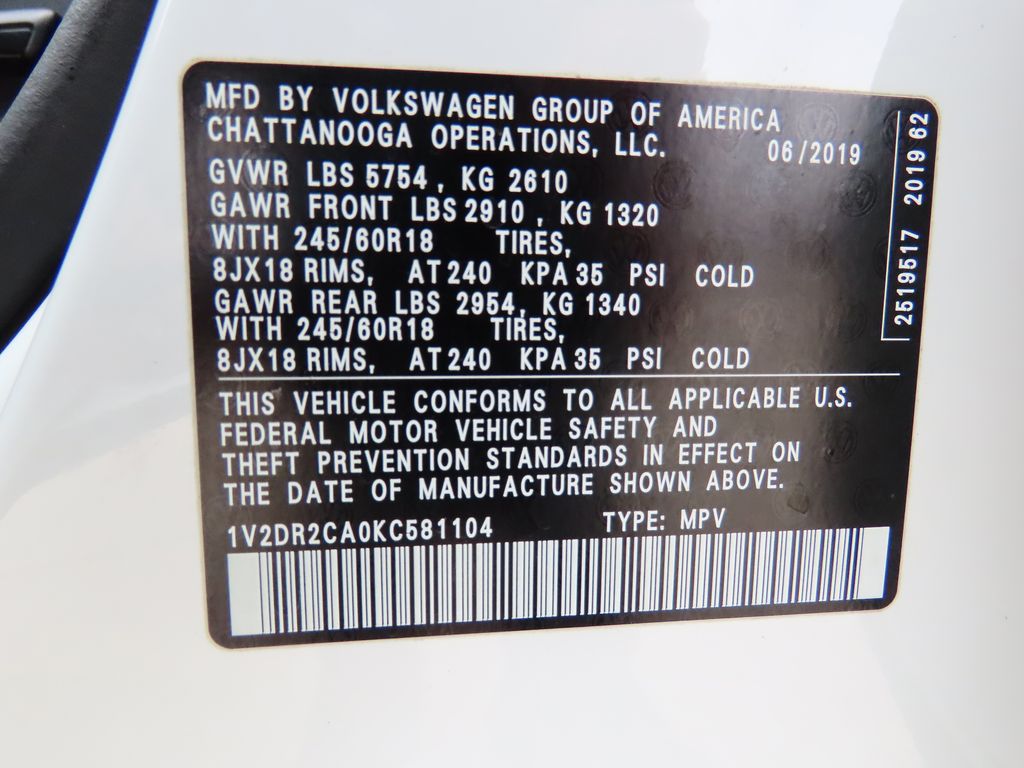 MFD BY VOLKSWAGEN GROUP OF AMERICA
CHATTANOOGA OPERATIONS, LLC. 06/2019
GVWR LBS 5754, KG 2610
GAWR FRONT LBS 2910, KG 1320
WITH 245/60R18 TIRES,
8JX18 RIMS, AT 240 KPA 35 PSI COLD
GAWR REAR LBS 2954, KG 1340
WITH 245/60R18 TIRES,
8JX18 RIMS, AT 240 KPA 35 PSI COLD
THIS VEHICLE CONFORMS TO ALL APPLICABLE U.S.
FEDERAL MOTOR VEHICLE SAFETY AND
THEFT PREVENTION STANDARDS IN EFFECT ON
THE DATE OF MANUFACTURE SHOWN ABOVE.
1V2DR2CA0KC581104 TYPE: MPV
2519517 2019 62